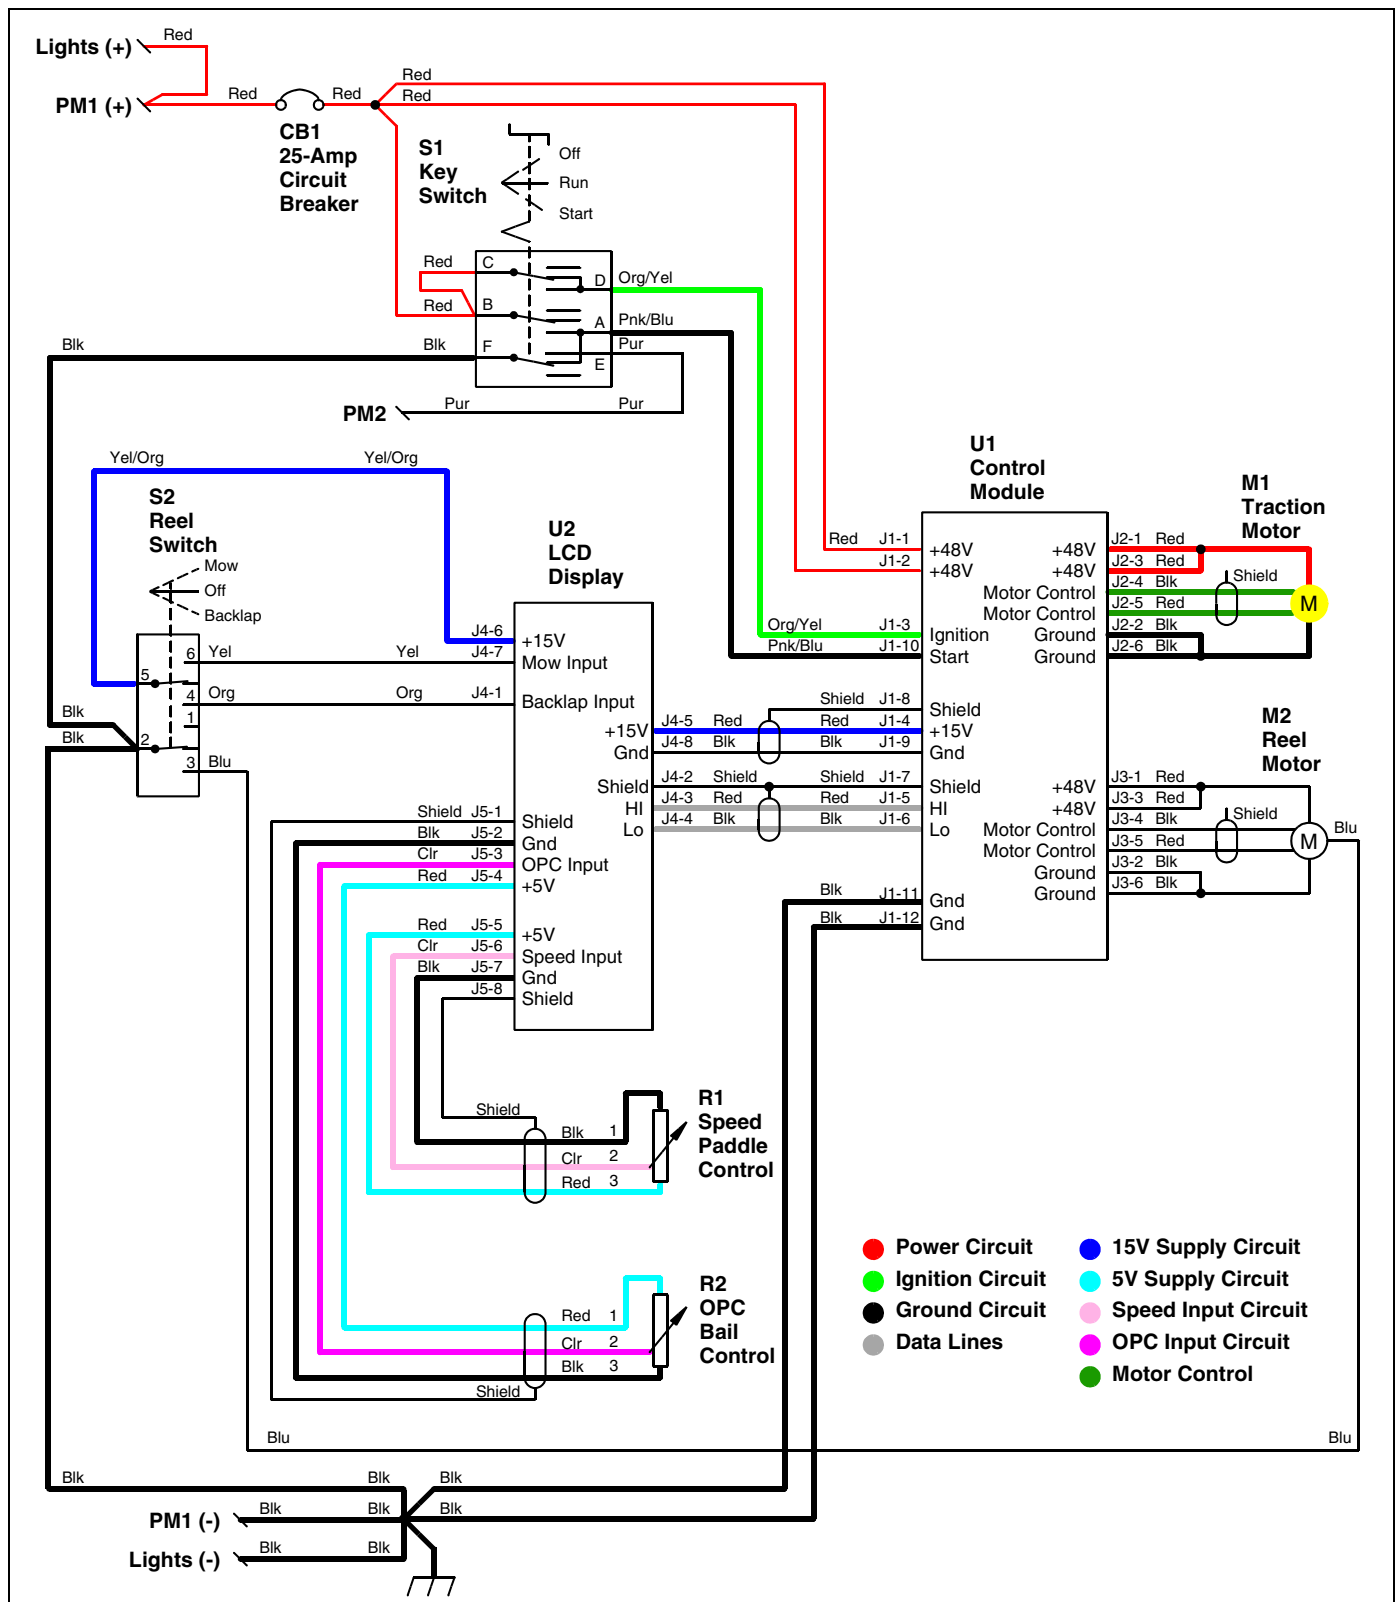 Lights (+)
Red
PM1 (+)
Red
Red
Red
Red
CB1
25-Amp
Circuit
Breaker
S1
Key
Switch
Off
Run
Start
Red
C
D
Org/Yel
Red
B
A
Pnk/Blu
Blk
Blk
F
E
Pur
PM2
Pur
Pur
Yel/Org
Yel/Org
S2
Reel
Switch
Mow
Off
Backlap
U2
LCD
Display
U1
Control
Module
M1
Traction
Motor
Red
J1-1
+48V
+48V
J2-1
Red
J1-2
+48V
+48V
J2-3
Red
Motor Control
J2-4
Blk
Shield
Motor Control
J2-5
Red
M
Org/Yel
J1-3
Ignition
Ground
J2-2
Blk
Pnk/Blu
J1-10
Start
Ground
J2-6
Blk
J4-6
+15V
6
Yel
Yel
J4-7
Mow Input
5
4
Org
Org
J4-1
Backlap Input
1
Blk
Blk
2
3
Blu
Shield
J1-8
Shield
+15V
J4-5
Red
Red
J1-4
+15V
Gnd
J4-8
Blk
Blk
J1-9
Gnd
Shield
J4-2
Shield
Shield
J1-7
Shield
HI
J4-3
Red
Red
J1-5
HI
Lo
J4-4
Blk
Blk
J1-6
Lo
M2
Reel
Motor
+48V
J3-1
Red
+48V
J3-3
Red
Motor Control
J3-4
Blk
Shield
Motor Control
J3-5
Red
M
Blu
Ground
J3-2
Blk
Ground
J3-6
Blk
Shield
J5-1
Shield
Blk
J5-2
Gnd
Clr
J5-3
OPC Input
Red
J5-4
+5V
Red
J5-5
+5V
Clr
J5-6
Speed Input
Blk
J5-7
Gnd
J5-8
Shield
Blk
J1-11
Gnd
Blk
J1-12
Gnd
Shield
Blk
1
Clr
2
Red
3
R1
Speed
Paddle
Control
Red
1
Clr
2
Blk
3
Shield
R2
OPC
Bail
Control
Power Circuit
Ignition Circuit
Ground Circuit
Data Lines
15V Supply Circuit
5V Supply Circuit
Speed Input Circuit
OPC Input Circuit
Motor Control
Blu
Blu
Blk
Blk
Blk
PM1 (-)
Blk
Blk
Blk
Lights (-)
Blk
Blk